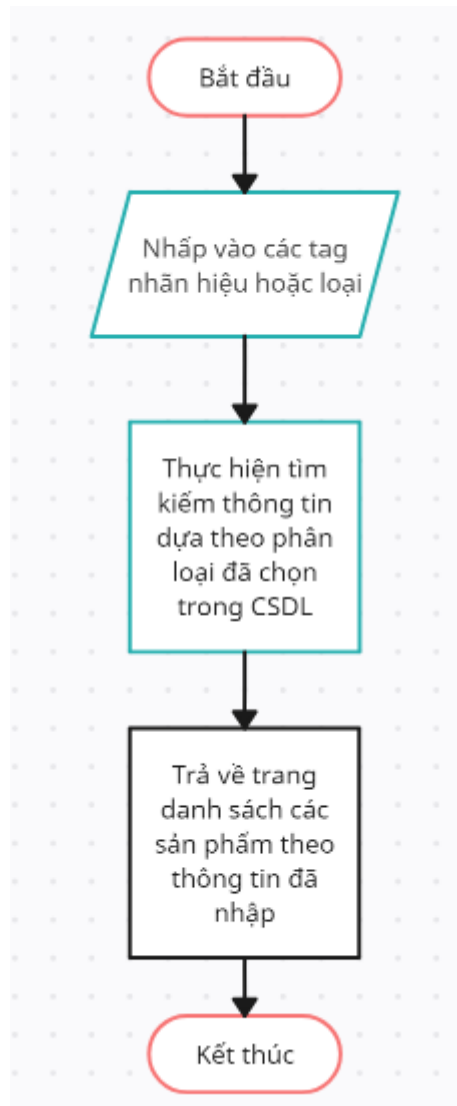 Bắt đầu
Nhấp vào các tag
nhãn hiệu hoặc loại
Thực hiện tìm
kiếm thông tin
dựa theo phân
loại đã chọn
trong CSDL
Trả về trang
danh sách các
sản phẩm theo
thông tin đã
nhập
Kết thúc